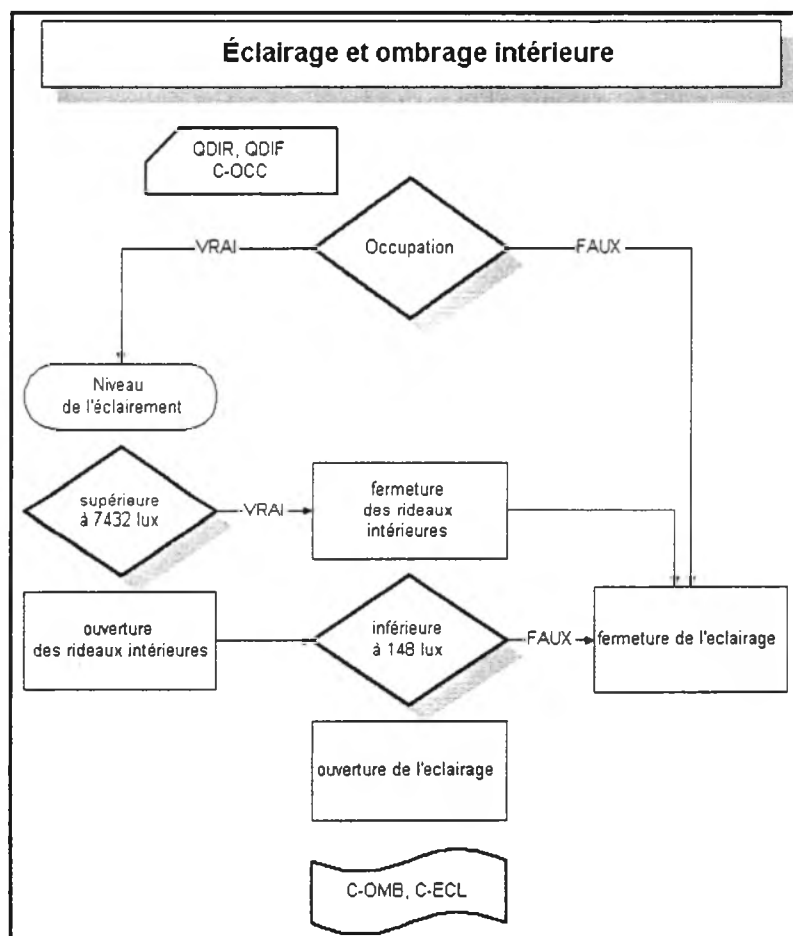 Éclairage et ombrage intérieure
QDIR, QDIF
C-OCC
VRAI
Occupation
FAUX
Niveau
de l'éclairement
supérieure
à 7432 lux
VRAI
fermeture
des rideaux
intérieures
ouverture
des rideaux intérieures
inférieure
à 148 lux
FAUX
fermeture de l'eclairage
ouverture de l'eclairage
C-OMB, C-ECL